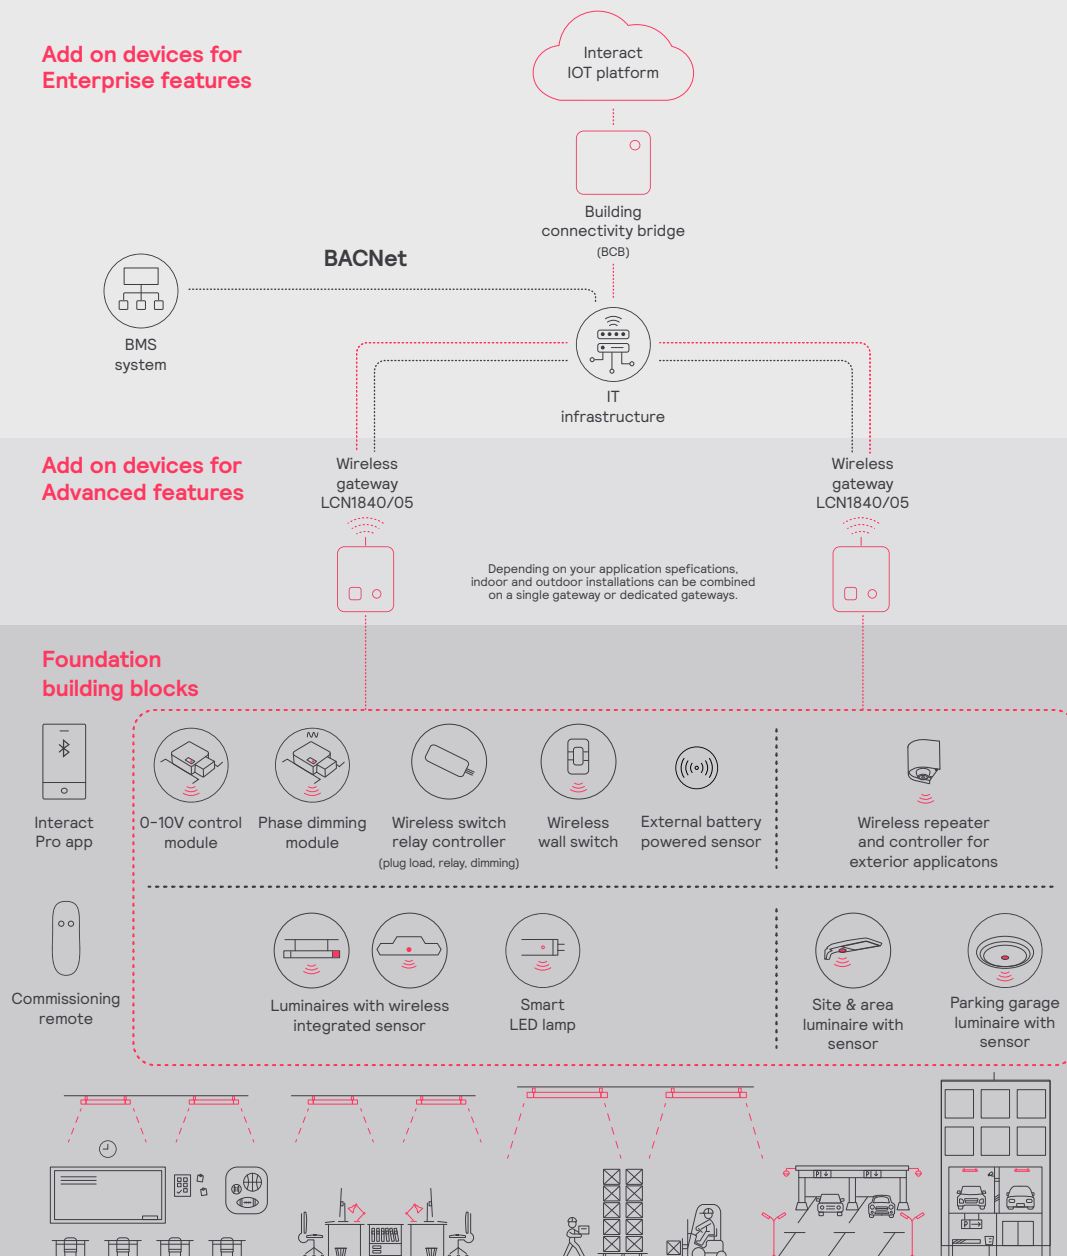 Add on devices for
Enterprise features
Interact
IOT platform
Building
connectivity bridge
(BCB)
BACNet
BMS
system
IT
infrastructure
Add on devices for
Advanced features
Wireless
gateway
LCN1840/05
Wireless
gateway
LCN1840/05
Depending on your application spefications,
indoor and outdoor installations can be combined
on a single gateway or dedicated gateways.
Foundation
building blocks
Interact
Pro app
0-10V control
module
Phase dimming
module
Wireless switch
relay controller
(plug load, relay, dimming)
Wireless
wall switch
External battery
powered sensor
Wireless repeater
and controller for
exterior applicatons
Commissioning
remote
Luminaires with wireless
integrated sensor
Smart
LED lamp
Site & area
luminaire with
sensor
Parking garage
luminaire with
sensor
P↓
P↓
P→